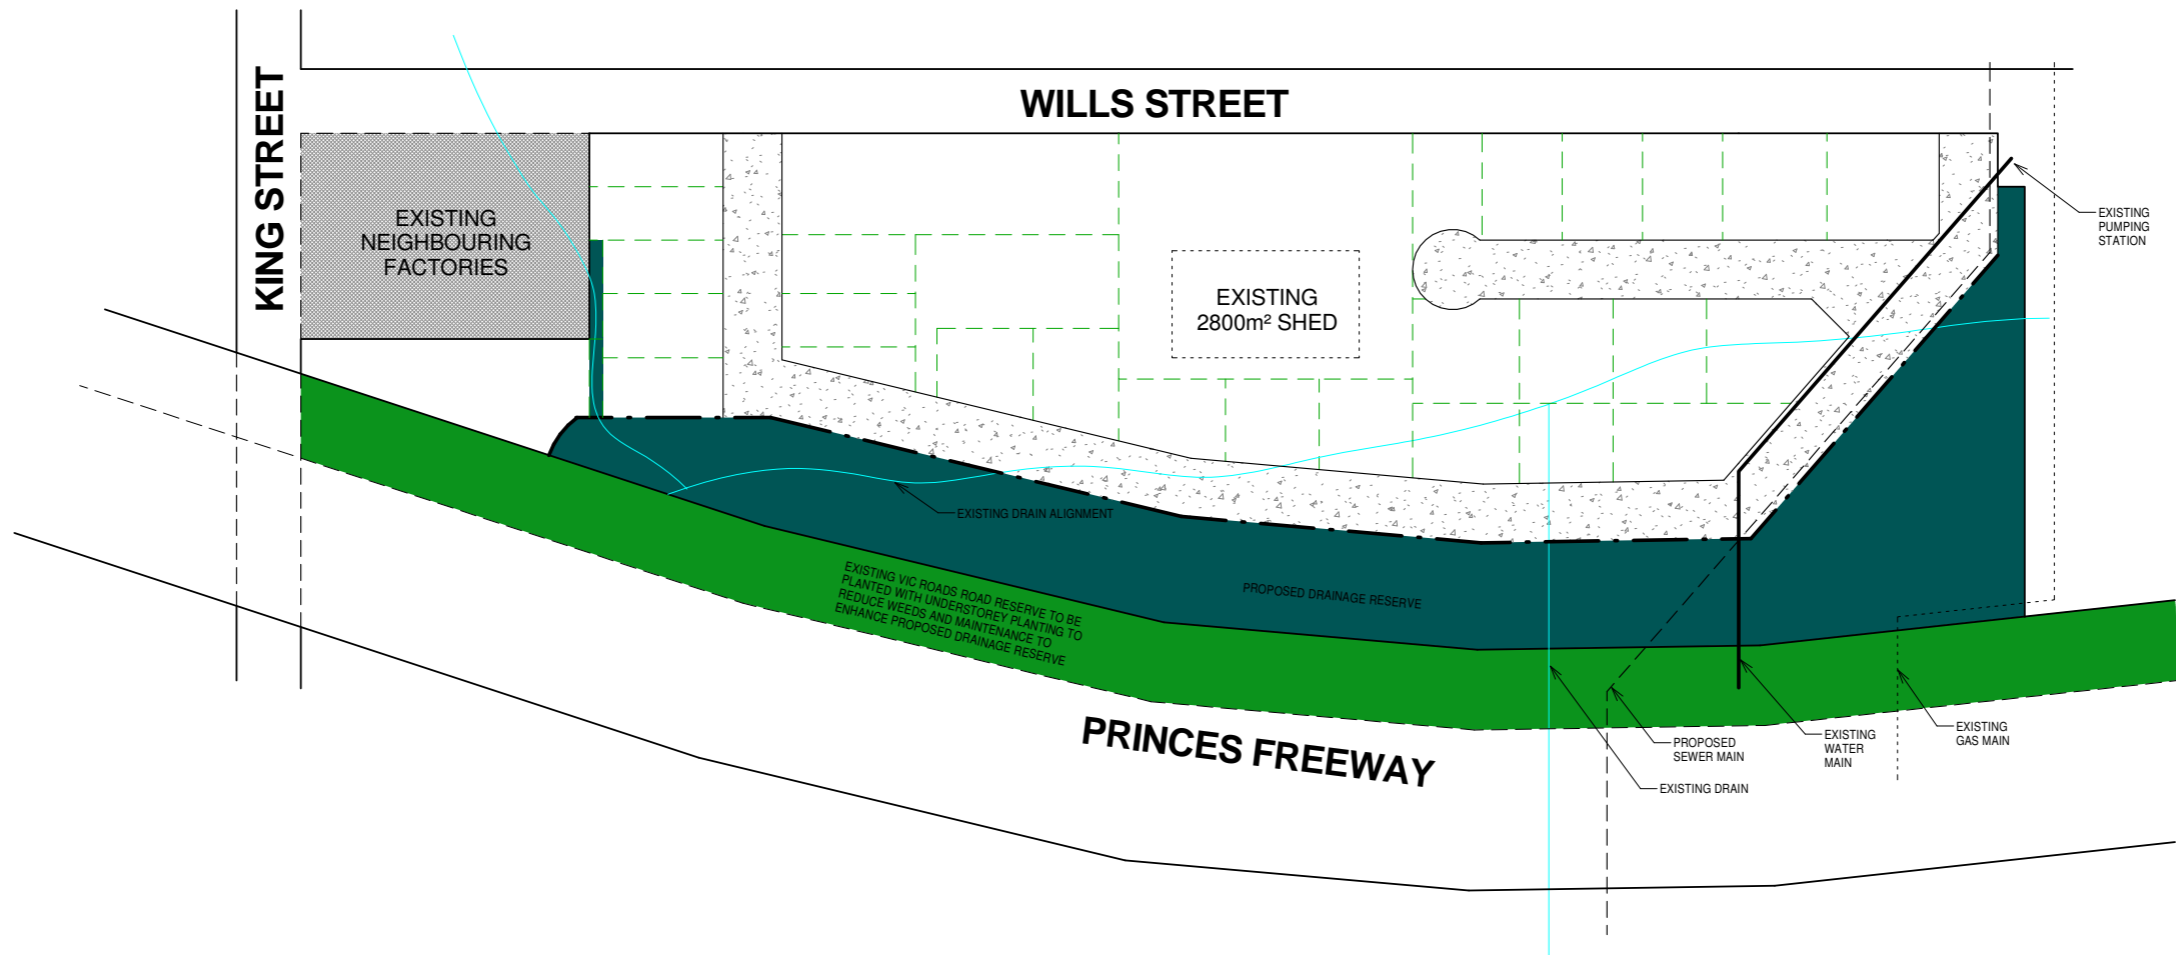 WILLS STREET
KING STREET
EXISTING
NEIGHBOURING
FACTORIES
EXISTING
PUMPING
STATION
EXISTING
2800m² SHED
EXISTING DRAIN ALIGNMENT
EXISTING VIC ROADS ROAD RESERVE TO BE
PLANTED WITH UNDERSTOREY PLANTING TO
REDUCE WEEDS AND MAINTENANCE TO
ENHANCE PROPOSED DRAINAGE RESERVE
PROPOSED DRAINAGE RESERVE
PRINCES FREEWAY
PROPOSED
SEWER MAIN
EXISTING
WATER
MAIN
EXISTING
GAS MAIN
EXISTING DRAIN